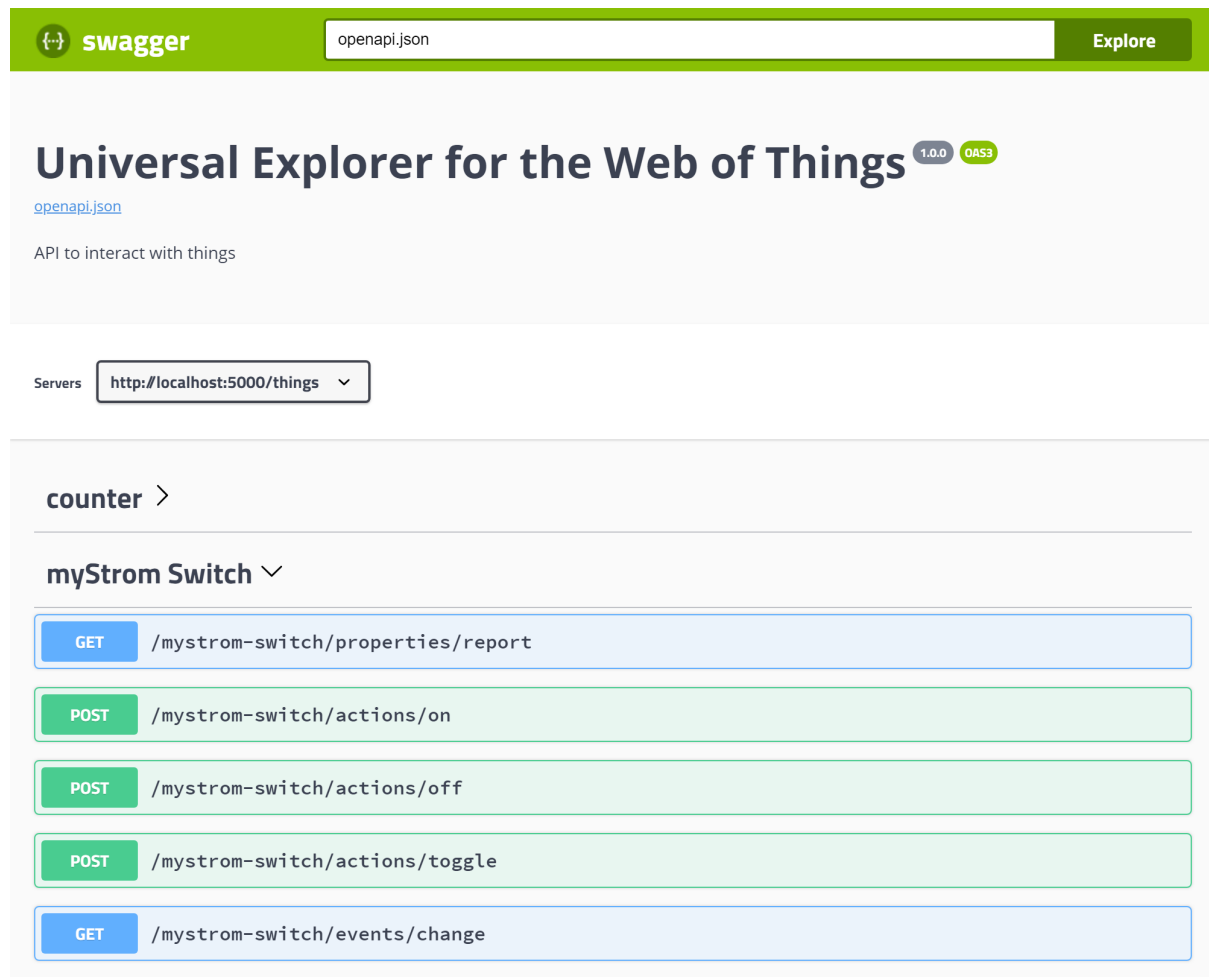 {··} swagger openapi.json Explore
Universal Explorer for the Web of Things 1.0.0 OAS3
openapi.json
API to interact with things
Servers http://localhost:5000/things
counter
myStrom Switch
GET /mystrom-switch/properties/report
POST /mystrom-switch/actions/on
POST /mystrom-switch/actions/off
POST /mystrom-switch/actions/toggle
GET /mystrom-switch/events/change